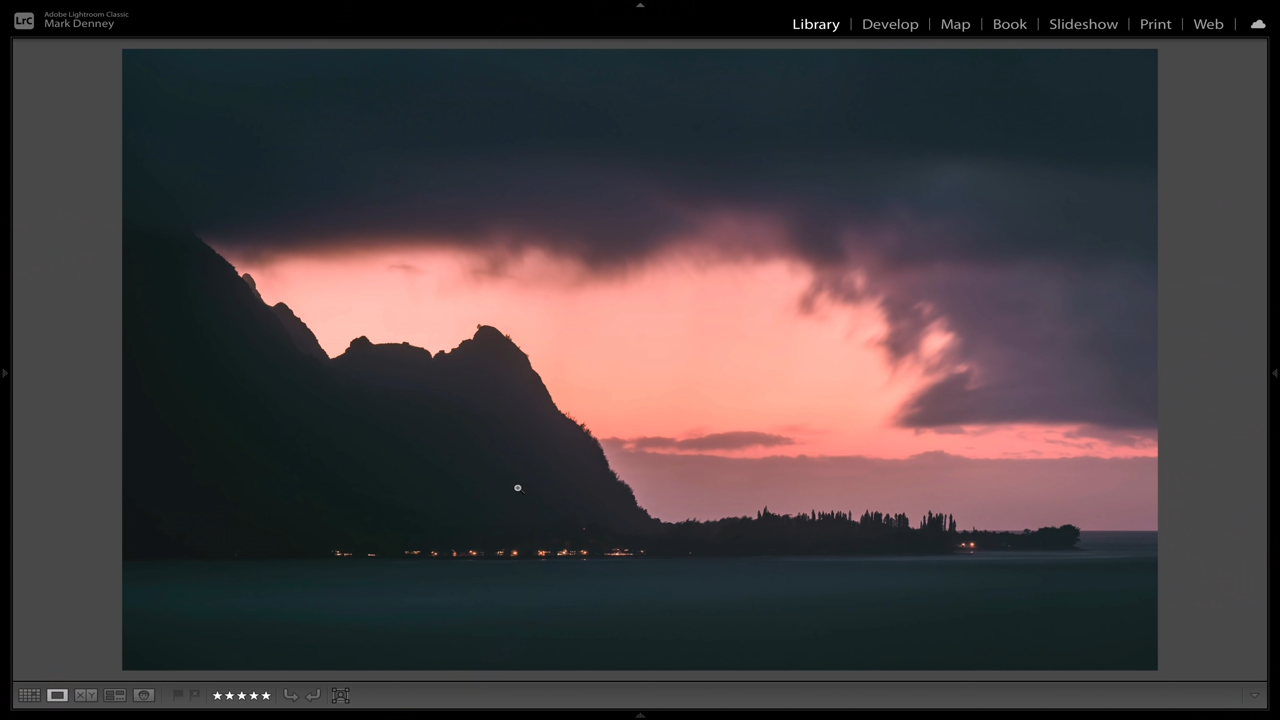 LrC
Adobe Lightroom Classic
Mark Denney
Library | Develop | Map | Book | Slideshow | Print | Web
X Y